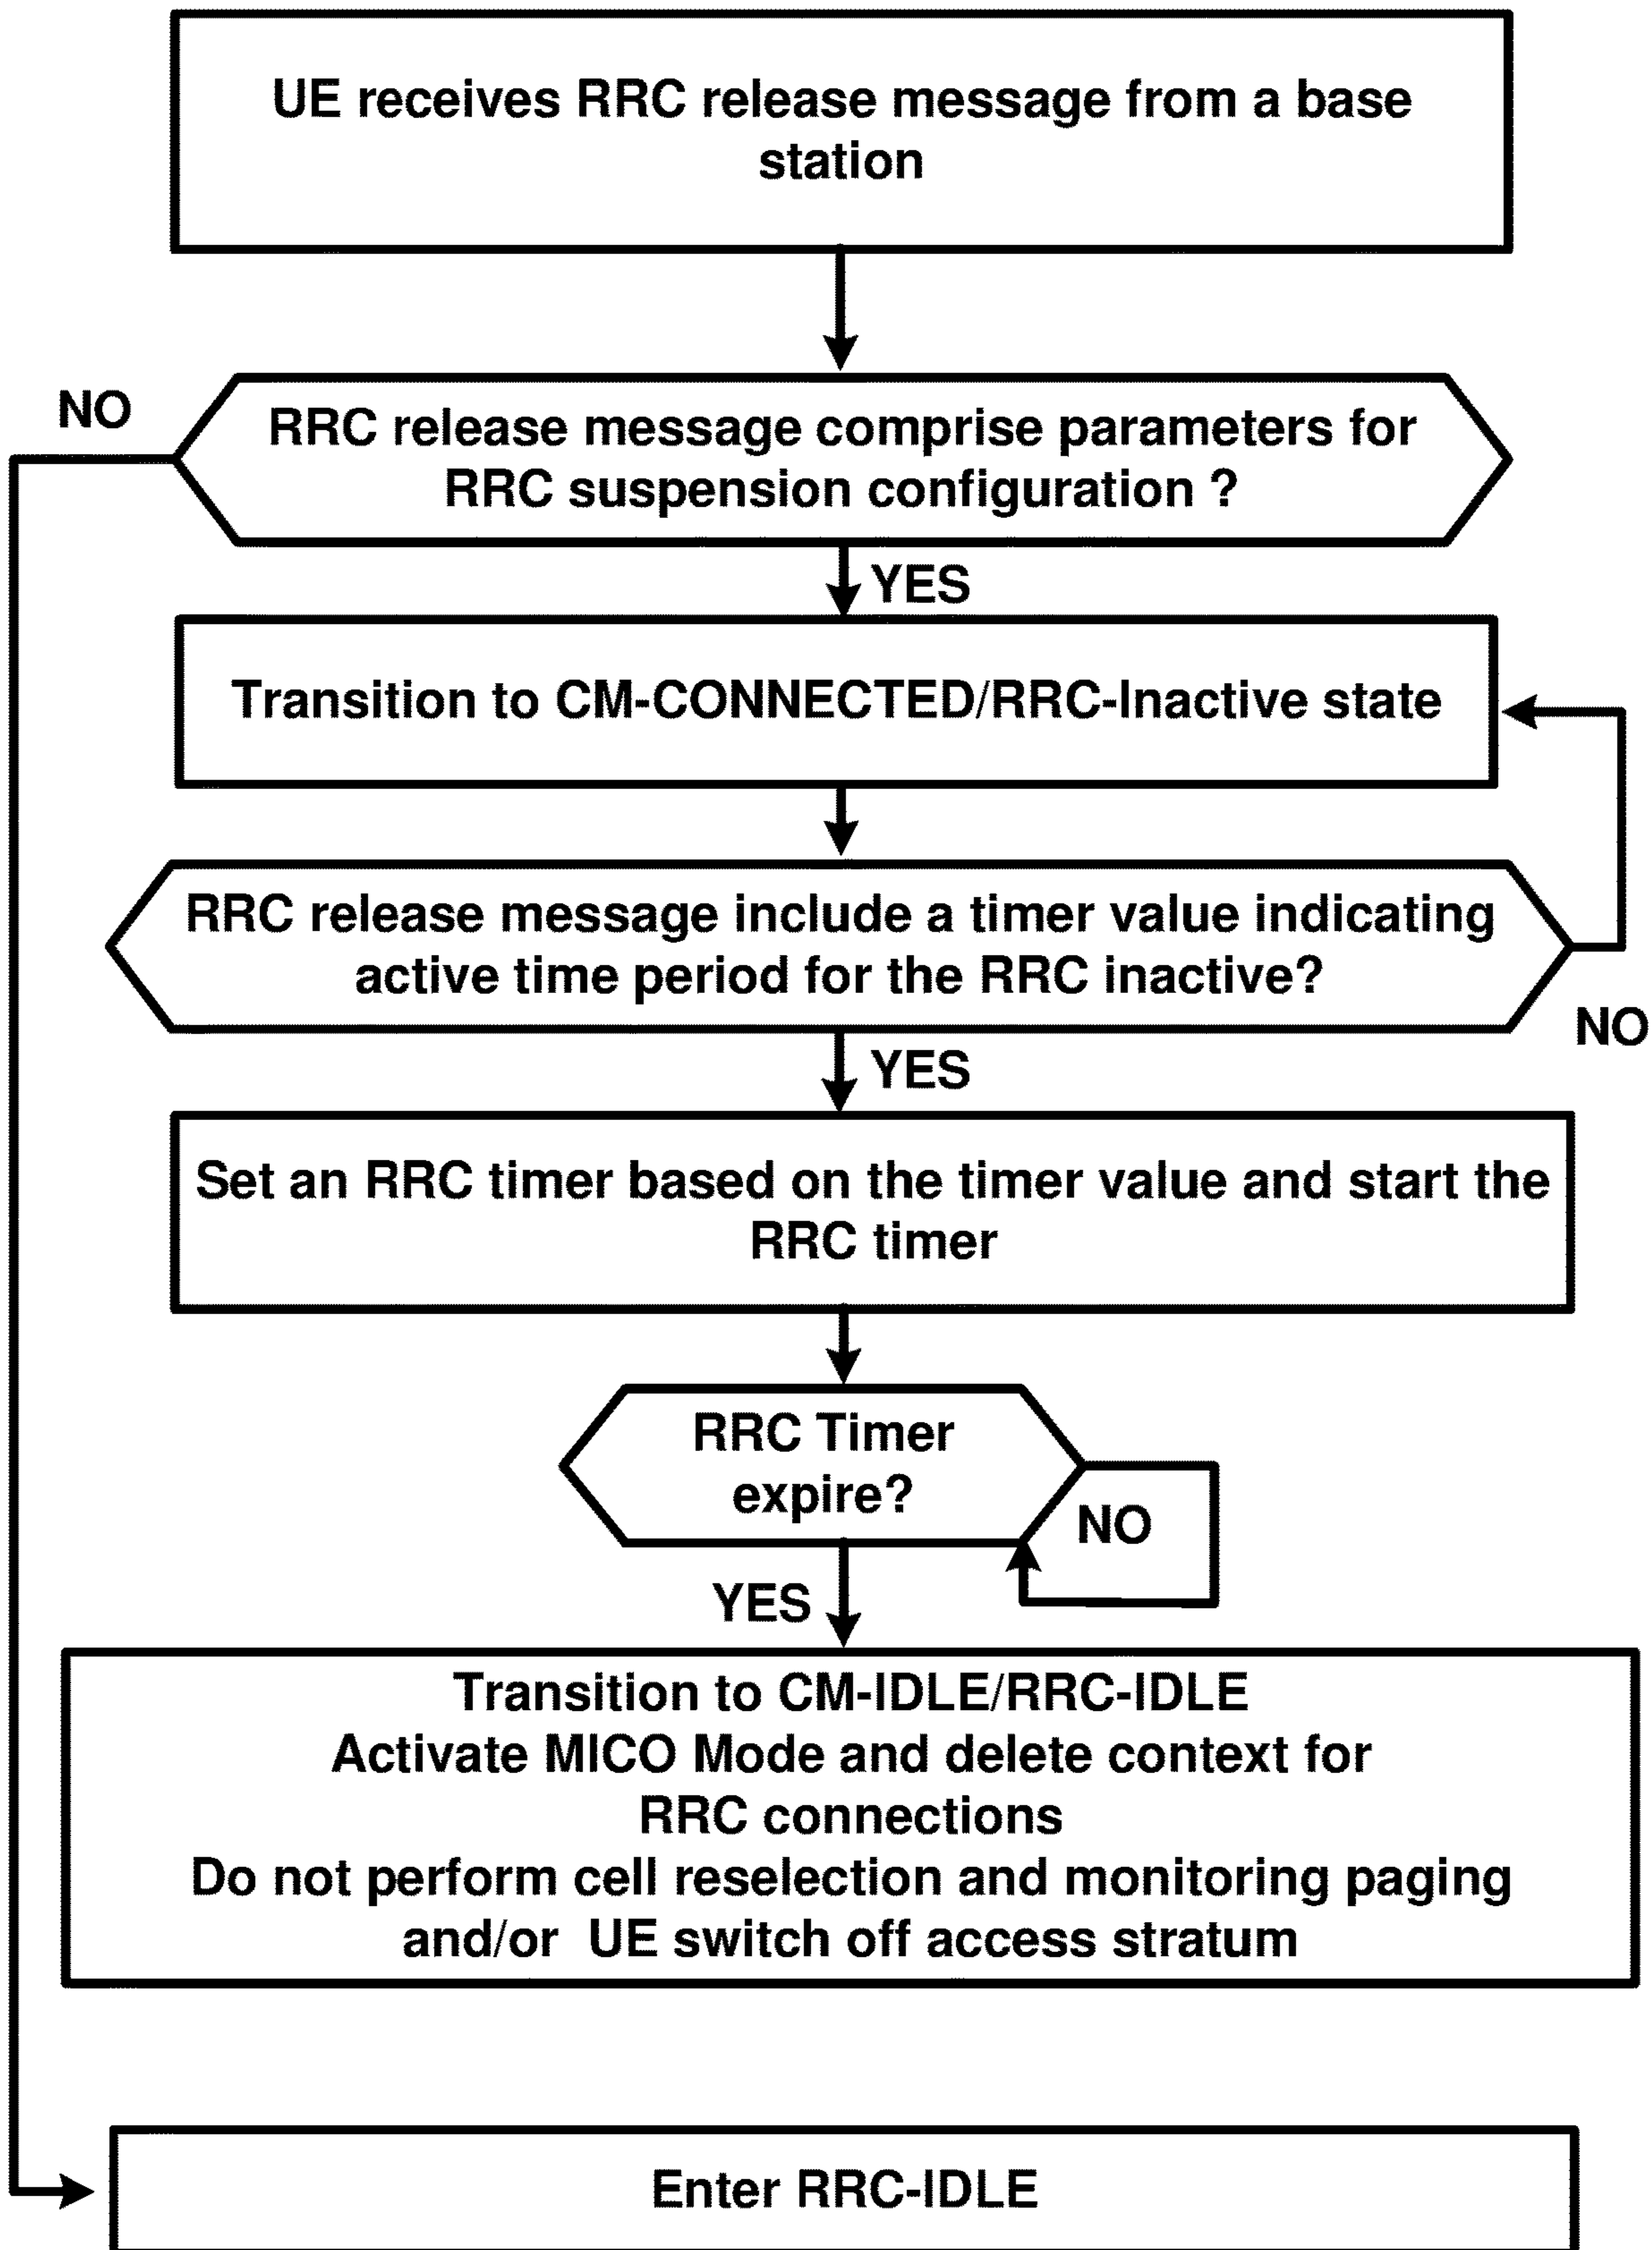 UE receives RRC release message from a base
station
NO
RRC release message comprise parameters for
RRC suspension configuration ?
YES
Transition to CM-CONNECTED/RRC-Inactive state
RRC release message include a timer value indicating
active time period for the RRC inactive?
NO
YES
Set an RRC timer based on the timer value and start the
RRC timer
RRC Timer
expire?
NO
YES
Transition to CM-IDLE/RRC-IDLE
Activate MICO Mode and delete context for
RRC connections
Do not perform cell reselection and monitoring paging
and/or UE switch off access stratum
Enter RRC-IDLE